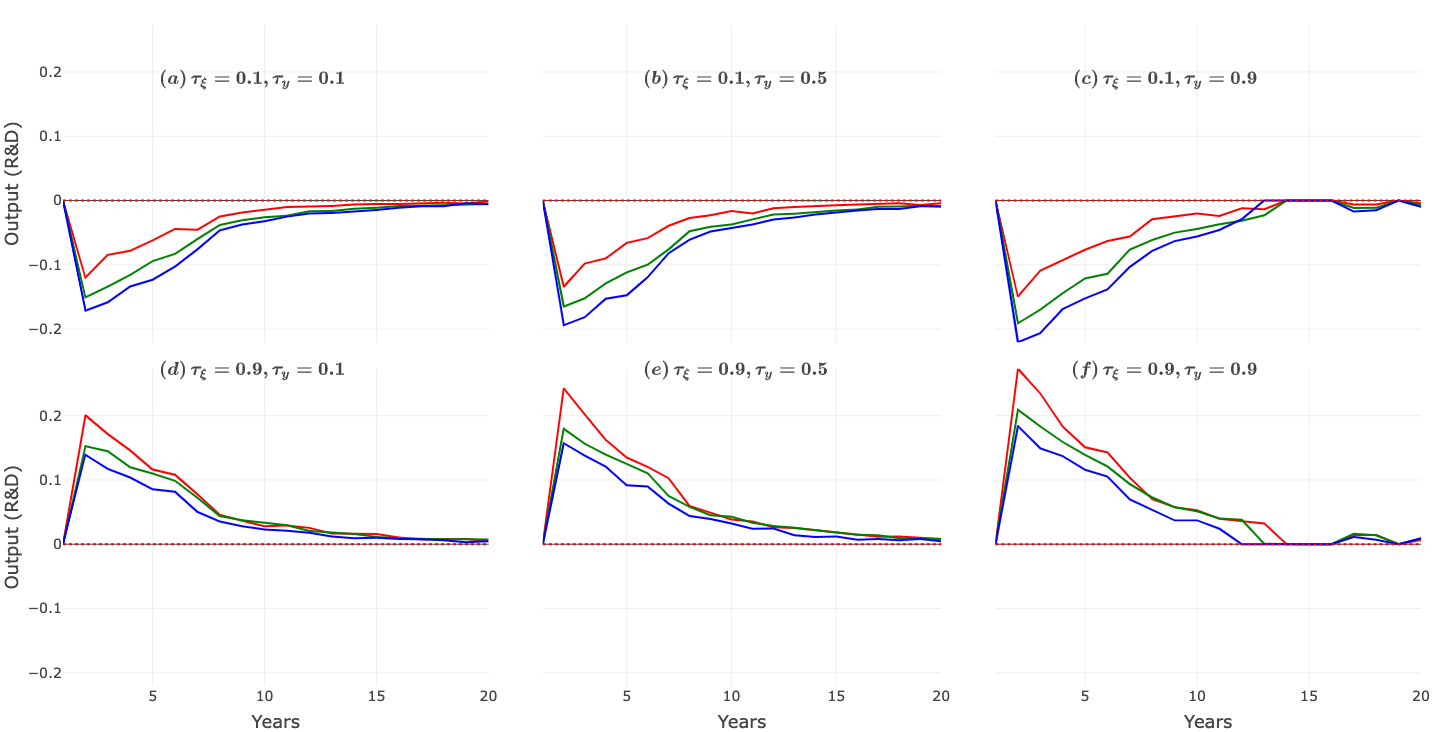 (a) τξ = 0.1, τy = 0.1
(b) τξ = 0.1, τy = 0.5
(c) τξ = 0.1, τy = 0.9
Output (R&D)
0.2
0.1
0
−0.1
−0.2
(d) τξ = 0.9, τy = 0.1
(e) τξ = 0.9, τy = 0.5
(f) τξ = 0.9, τy = 0.9
Output (R&D)
0.2
0.1
0
−0.1
−0.2
5 10 15 20
5 10 15 20
5 10 15 20
Years
Years
Years